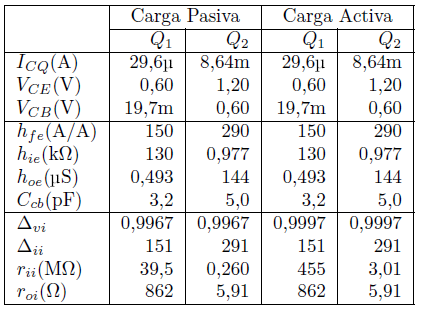 Carga Pasiva Carga Activa
Q1 Q2 Q1 Q2
ICQ(A) 29,6µ 8,64m 29,6µ 8,64m
VCE(V) 0,60 1,20 0,60 1,20
VCB(V) 19,7m 0,60 19,7m 0,60
hfe(A/A) 150 290 150 290
hie(kΩ) 130 0,977 130 0,977
hoe(µS) 0,493 144 0,493 144
Ccb(pF) 3,2 5,0 3,2 5,0
Δvi 0,9967 0,9967 0,9997 0,9997
Δii 151 291 151 291
rii(MΩ) 39,5 0,260 455 3,01
roi(Ω) 862 5,91 862 5,91